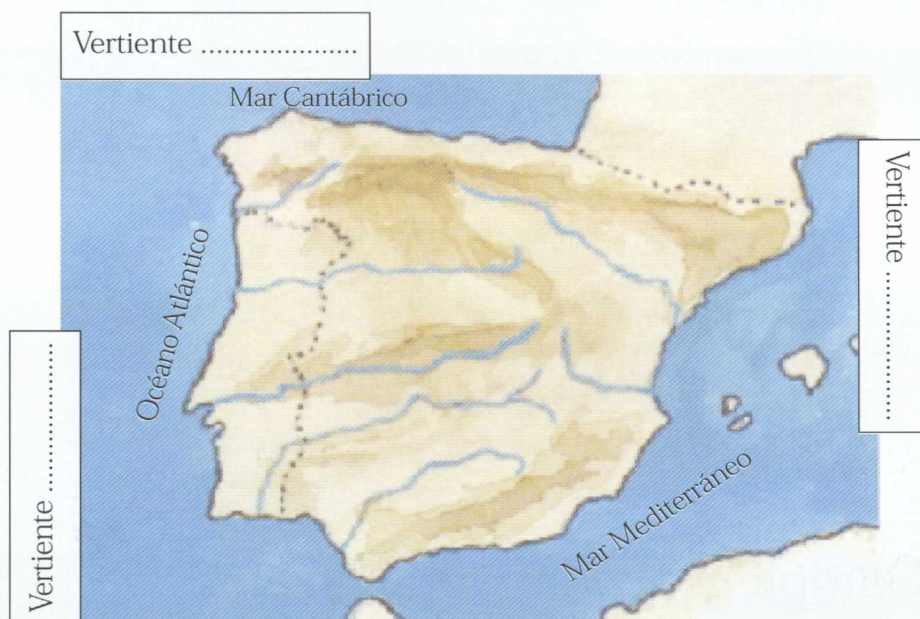 Vertiente .....................
Mar Cantábrico
Vertiente .....................
Océano Atlántico
Vertiente .....................
Mar Mediterráneo